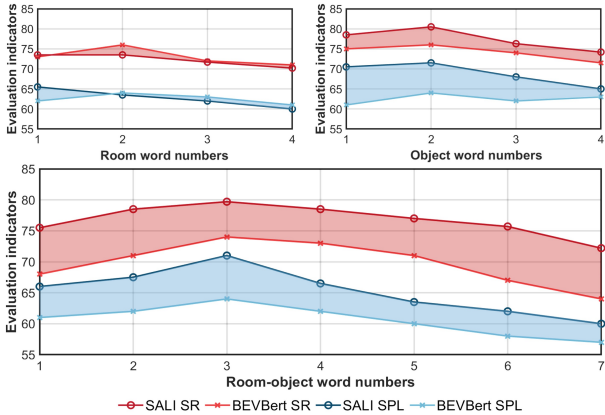 Evaluation indicators
85
80
75
70
65
60
55
1 2 3 4
Room word numbers
Evaluation indicators
85
80
75
70
65
60
55
1 2 3 4
Object word numbers
Evaluation indicators
85
80
75
70
65
60
55
1 2 3 4 5 6 7
Room-object word numbers
SALI SR BEVBert SR SALI SPL BEVBert SPL